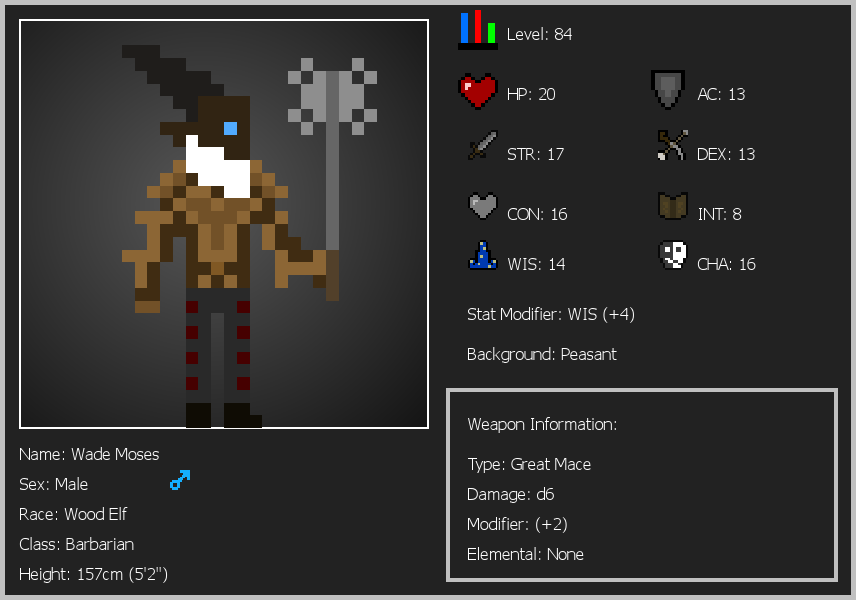 Level: 84
HP: 20
AC: 13
STR: 17
DEX: 13
CON: 16
INT: 8
WIS: 14
CHA: 16
Stat Modifier: WIS (+4)
Background: Peasant
Weapon Information:
Type: Great Mace
Damage: d6
Modifier: (+2)
Elemental: None
Name: Wade Moses
Sex: Male
Race: Wood Elf
Class: Barbarian
Height: 157cm (5'2")